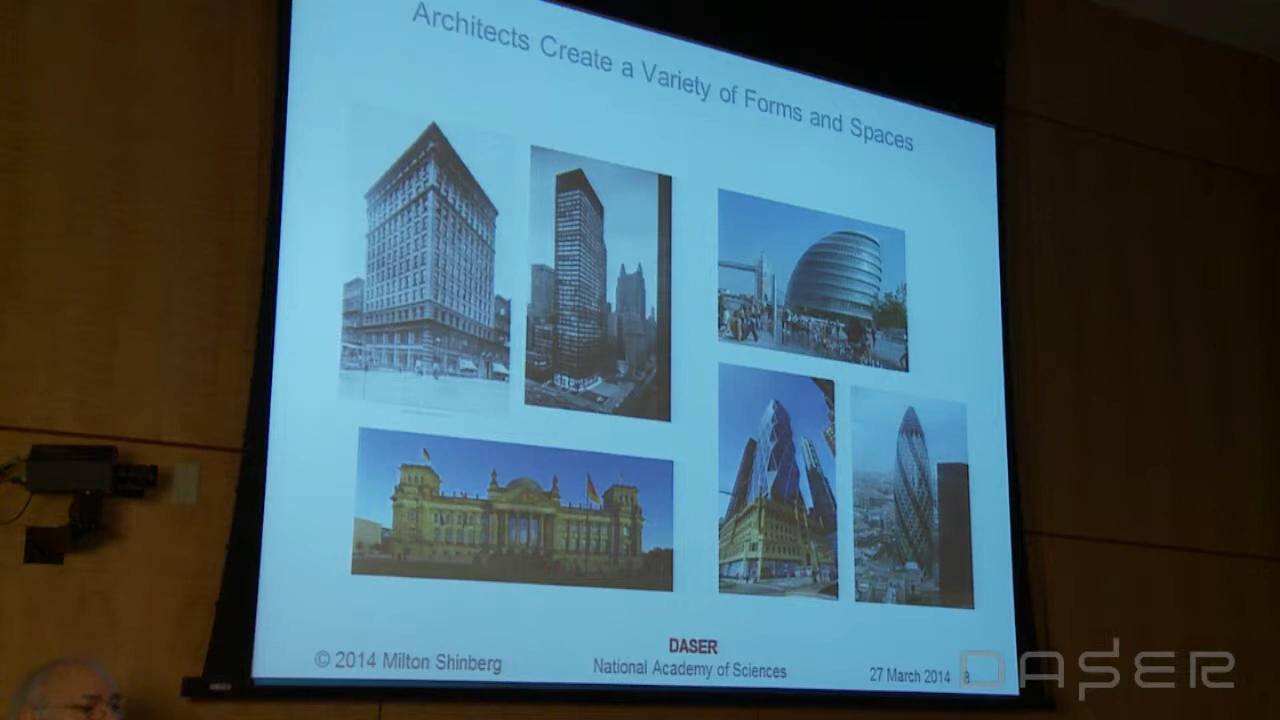 Architects Create a Variety of Forms and Spaces
© 2014 Milton Shinberg
DASER
National Academy of Sciences
27 March 2014 8
DASER